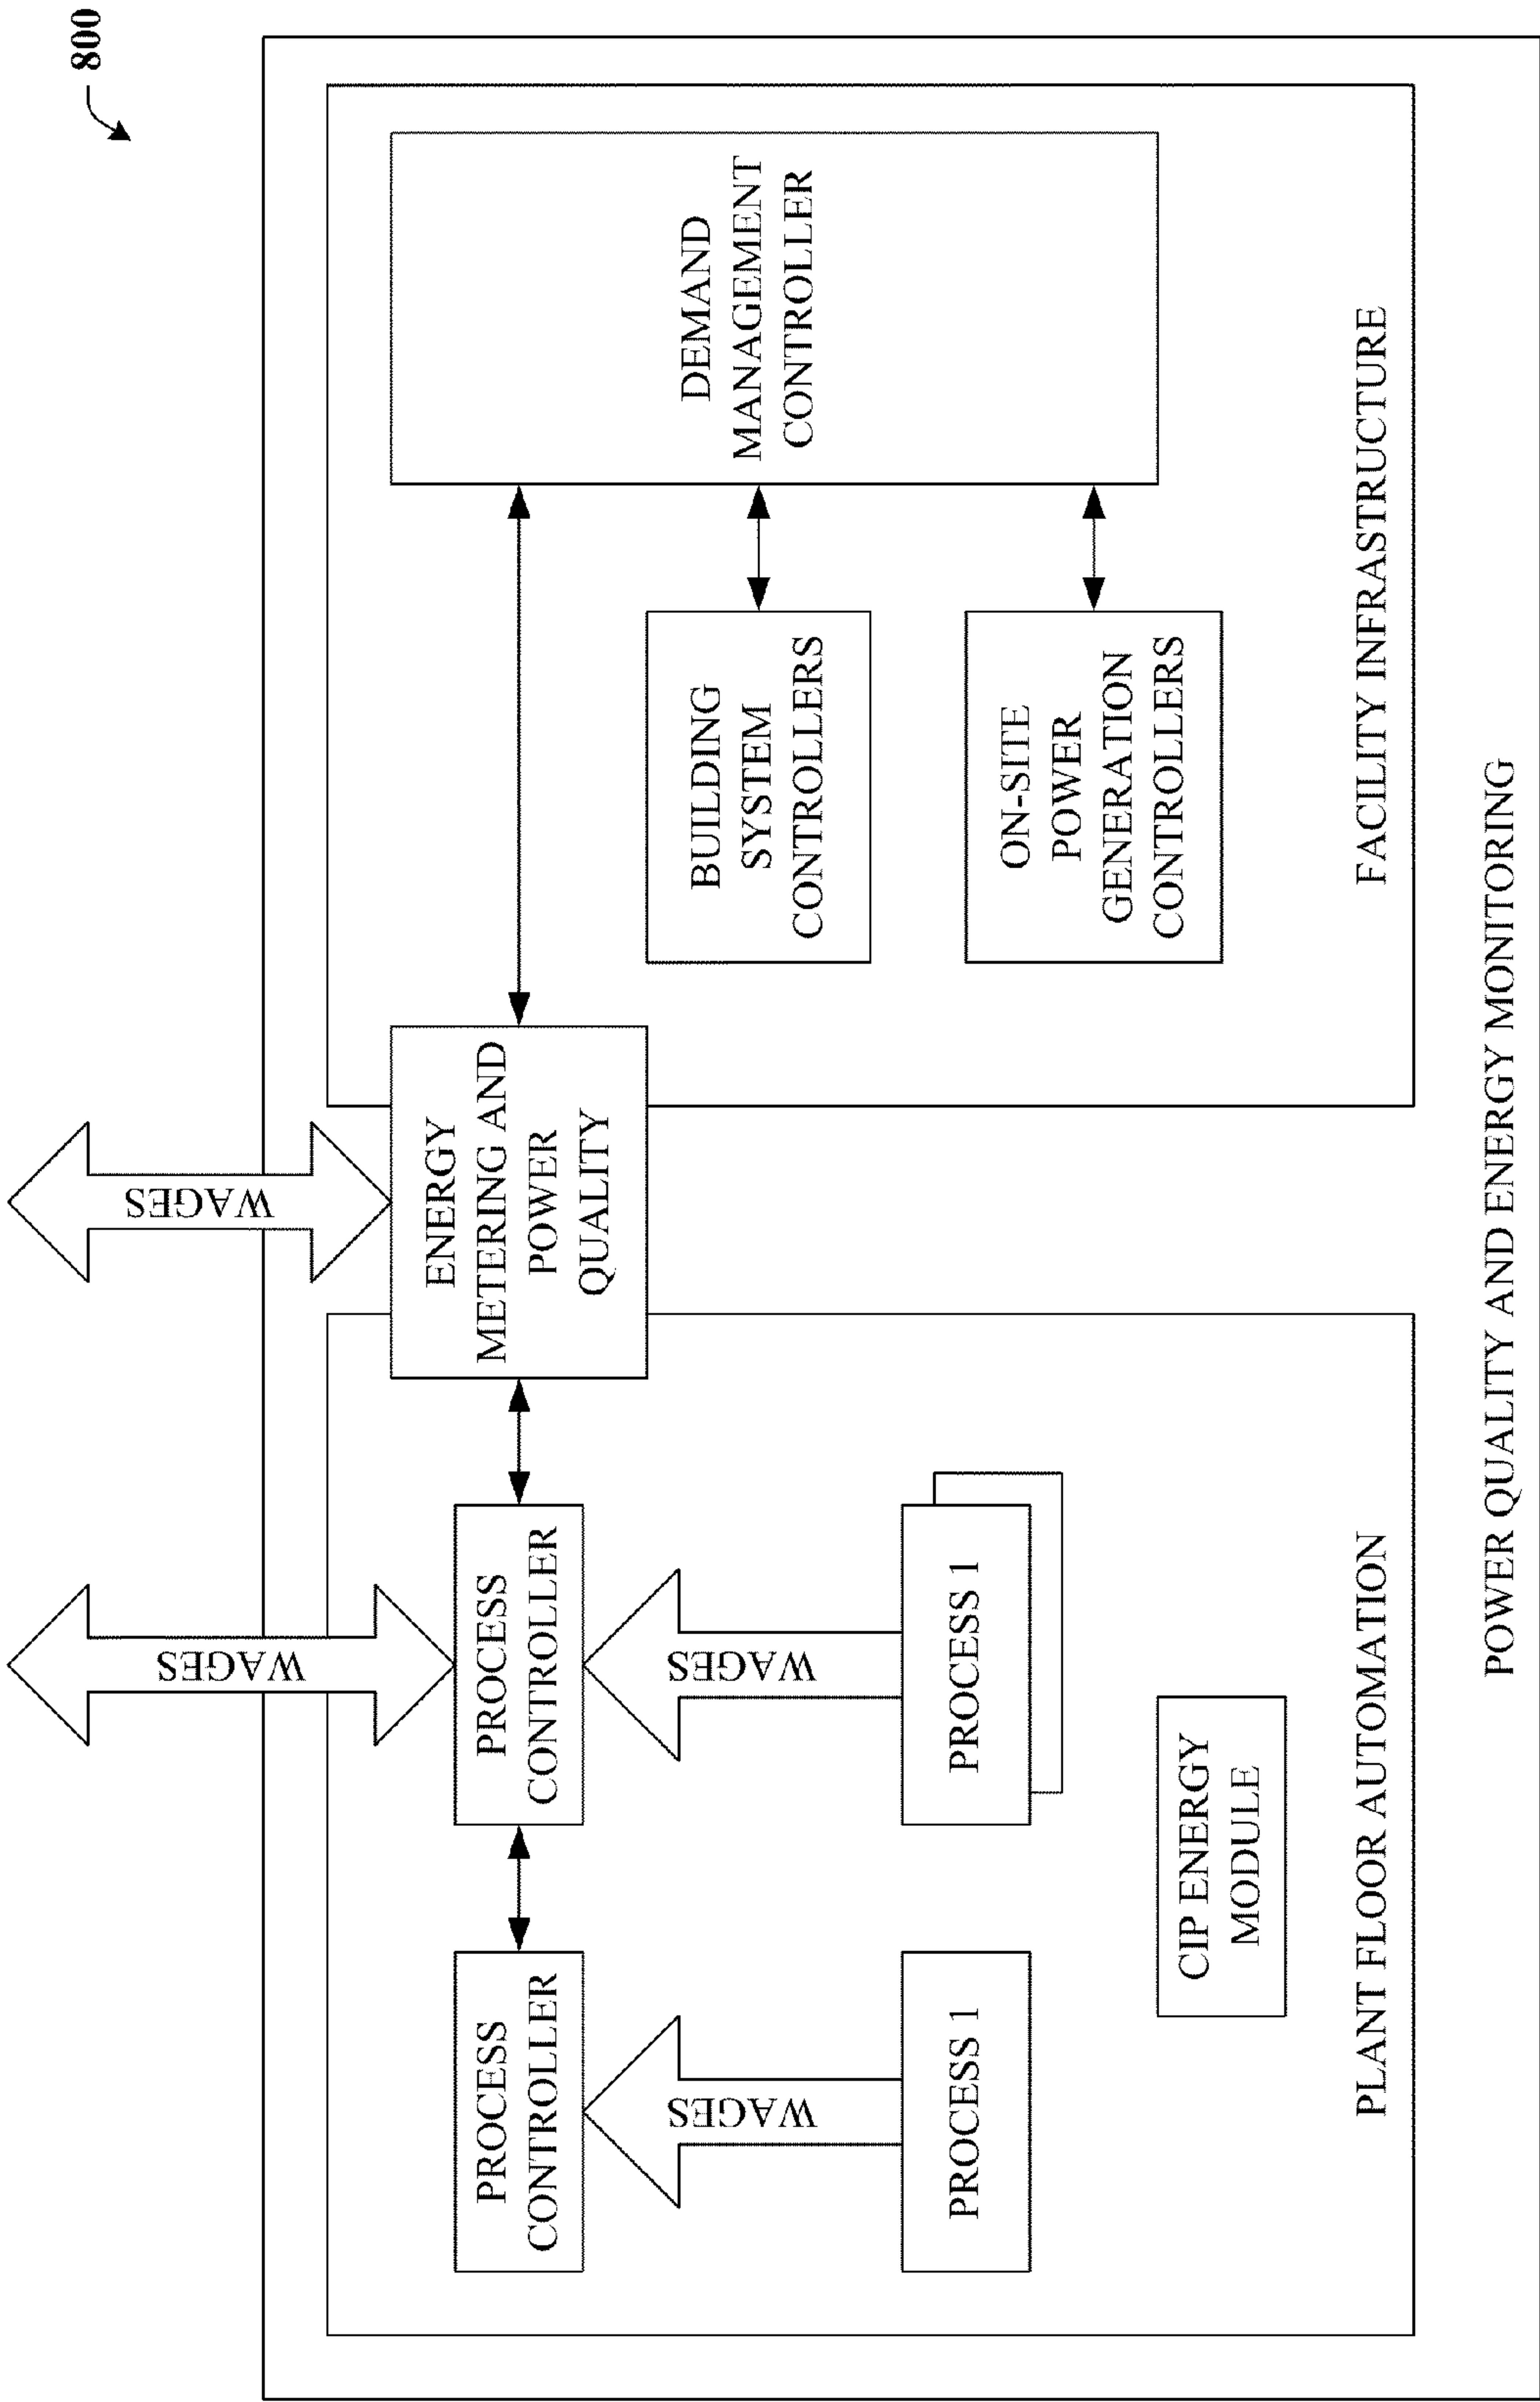 800
WAGES
WAGES
PROCESS
CONTROLLER
PROCESS
CONTROLLER
ENERGY
METERING AND
POWER
QUALITY
DEMAND
MANAGEMENT
CONTROLLER
WAGES
WAGES
BUILDING
SYSTEM
CONTROLLERS
PROCESS 1
PROCESS 1
ON-SITE
POWER
GENERATION
CONTROLLERS
CIP ENERGY
MODULE
PLANT FLOOR AUTOMATION
FACILITY INFRASTRUCTURE
POWER QUALITY AND ENERGY MONITORING